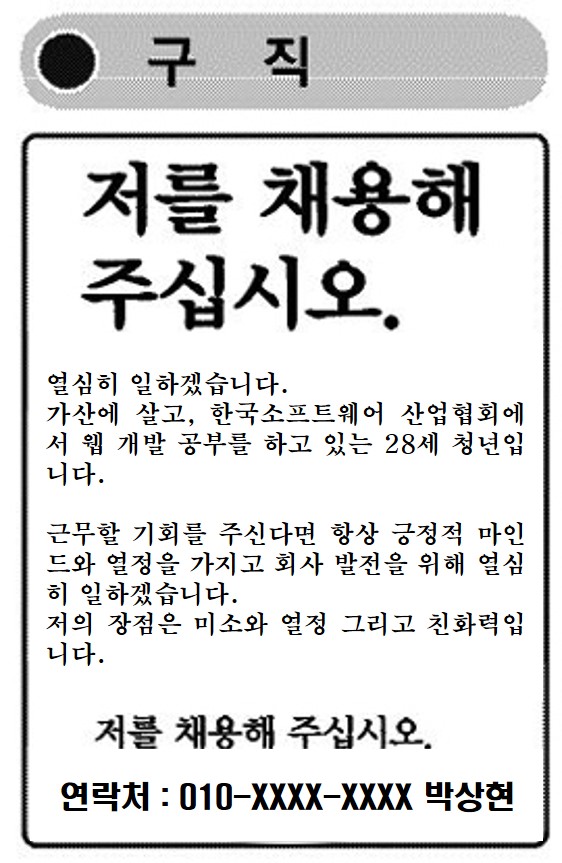 구 직
저를 채용해
주십시오.
열심히 일하겠습니다.
가산에 살고, 한국소프트웨어 산업협회에
서 웹 개발 공부를 하고 있는 28세 청년입
니다.
근무할 기회를 주신다면 항상 긍정적 마인
드와 열정을 가지고 회사 발전을 위해 열심
히 일하겠습니다.
저의 장점은 미소와 열정 그리고 친화력입
니다.
저를 채용해 주십시오.
연락처 : 010-XXXX-XXXX 박상현